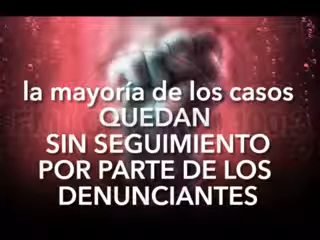 la mayoría de los casos
QUEDAN
SIN SEGUIMIENTO
POR PARTE DE LOS
DENUNCIANTES